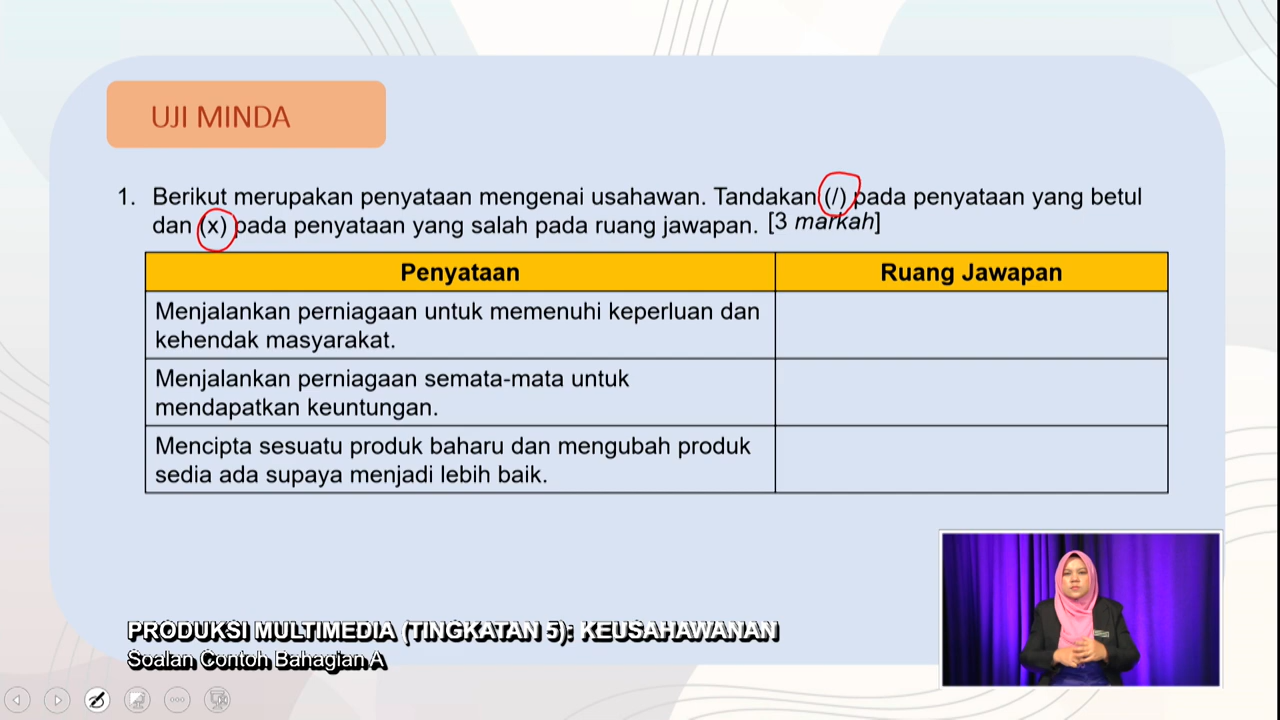 UJI MINDA
1. Berikut merupakan penyataan mengenai usahawan. Tandakan (/) pada penyataan yang betul
dan (x) pada penyataan yang salah pada ruang jawapan. [3 markah]
Penyataan Ruang Jawapan
Menjalankan perniagaan untuk memenuhi keperluan dan
kehendak masyarakat.
Menjalankan perniagaan semata-mata untuk
mendapatkan keuntungan.
Mencipta sesuatu produk baharu dan mengubah produk
sedia ada supaya menjadi lebih baik.
PRODUKSI MULTIMEDIA (TINGKATAN 5): KEUSAHAWANAN
Soalan Contoh Bahagian A